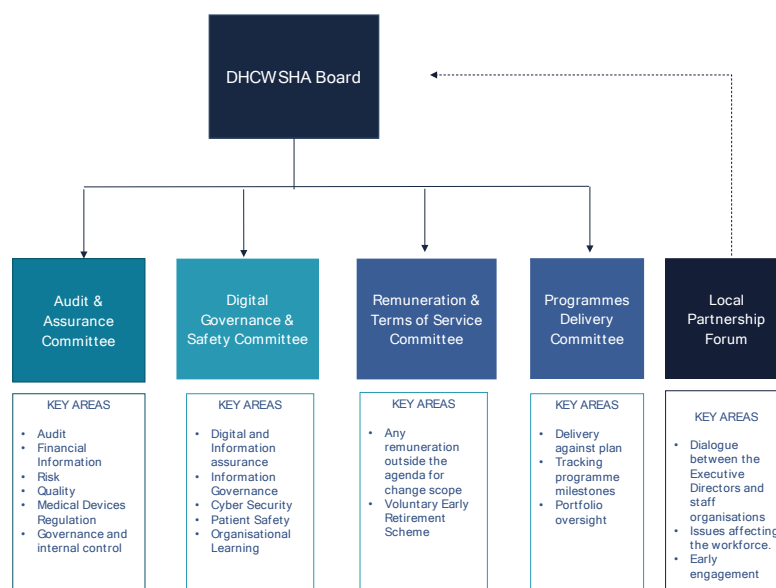 DHCWSHA Board
Audit &
Assurance
Committee
Digital
Governance &
Safety Committee
Remuneration &
Terms of Service
Committee
Programmes
Delivery
Committee
Local
Partnership
Forum
KEY AREAS
• Audit
• Financial
Information
• Risk
• Quality
• Medical Devices
Regulation
• Governance and
internal control
KEY AREAS
• Digital and
Information
assurance
• Information
Governance
• Cyber Security
• Patient Safety
• Organisational
Learning
KEY AREAS
• Any
remuneration
outside the
agenda for
change scope
• Voluntary Early
Retirement
Scheme
KEY AREAS
• Delivery
against plan
• Tracking
programme
milestones
• Portfolio
oversight
KEY AREAS
• Dialogue
between the
Executive
Directors and
staff
organisations
• Issues affecting
the workforce.
• Early
engagement